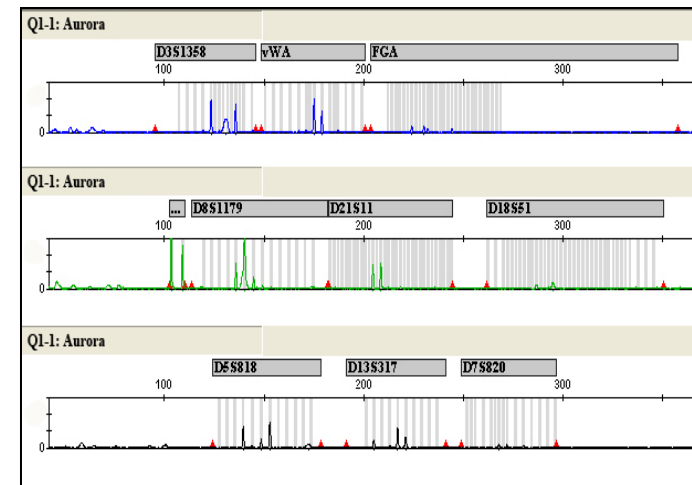 Q1-1: Aurora
D3S1358 vWA FGA
100 200 300
0
Q1-1: Aurora
... D8S1179 D21S11 D18S51
100 200 300
0
Q1-1: Aurora
D5S818 D13S317 D7S820
100 200 300
0